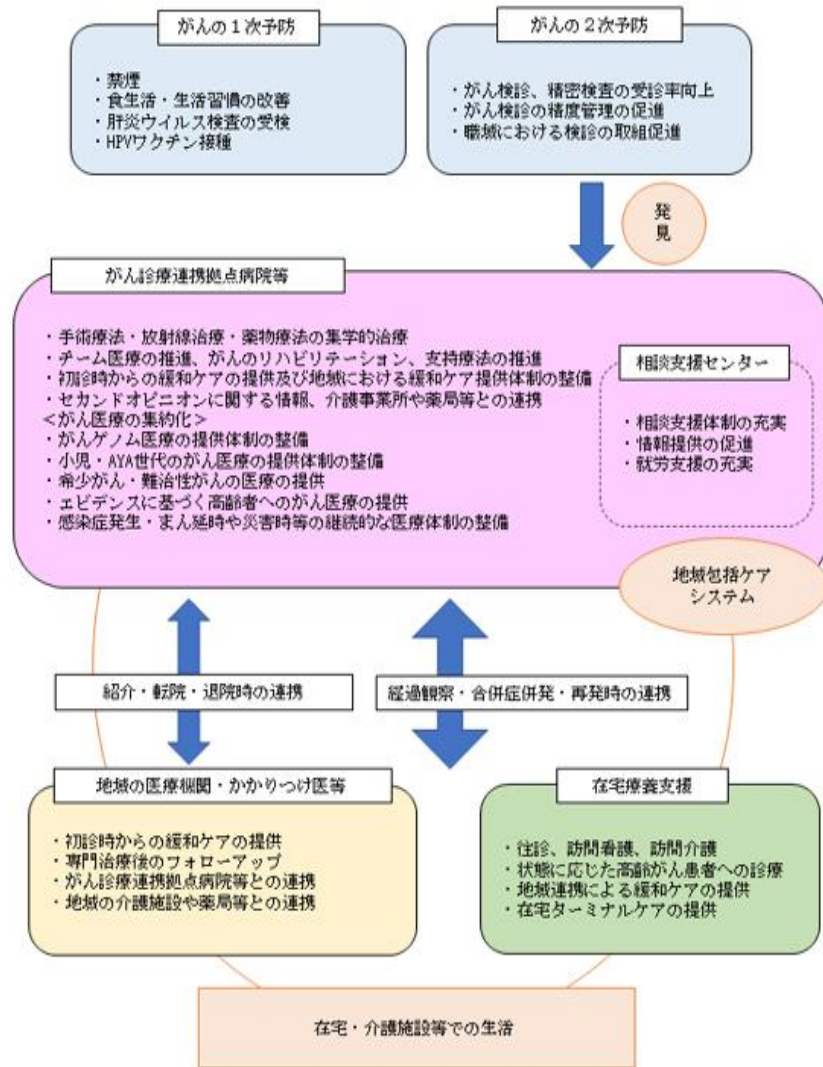 がんの1次予防
・禁煙
・食生活・生活習慣の改善
・肝炎ウイルス検査の受検
・HPVワクチン接種
がんの2次予防
・がん検診、精密検査の受診率向上
・がん検診の精度管理の促進
・職域における検診の取組促進
発
見
がん診療連携拠点病院等
・手術療法・放射線治療・薬物療法の集学的治療
・チーム医療の推進、がんのリハビリテーション、支持療法の推進
・初診時からの緩和ケアの提供及び地域における緩和ケア提供体制の整備
・セカンドオピニオンに関する情報、介護事業所や薬局等との連携
<がん医療の集約化>
・がんゲノム医療の提供体制の整備
・小児・AYA世代のがん医療の提供体制の整備
・希少がん・難治性がんの医療の提供
・エビデンスに基づく高齢者へのがん医療の提供
・感染症発生・まん延時や災害時等の継続的な医療体制の整備
相談支援センター
・相談支援体制の充実
・情報提供の促進
・就労支援の充実
地域包括ケア
システム
紹介・転院・退院時の連携
経過観察・合併症併発・再発時の連携
地域の医療機関・かかりつけ医等
・初診時からの緩和ケアの提供
・専門治療後のフォローアップ
・がん診療連携拠点病院等との連携
・地域の介護施設や薬局等との連携
在宅療養支援
・往診、訪問看護、訪問介護
・状態に応じた高齢がん患者への診療
・地域連携による緩和ケアの提供
・在宅ターミナルケアの提供
在宅・介護施設等での生活